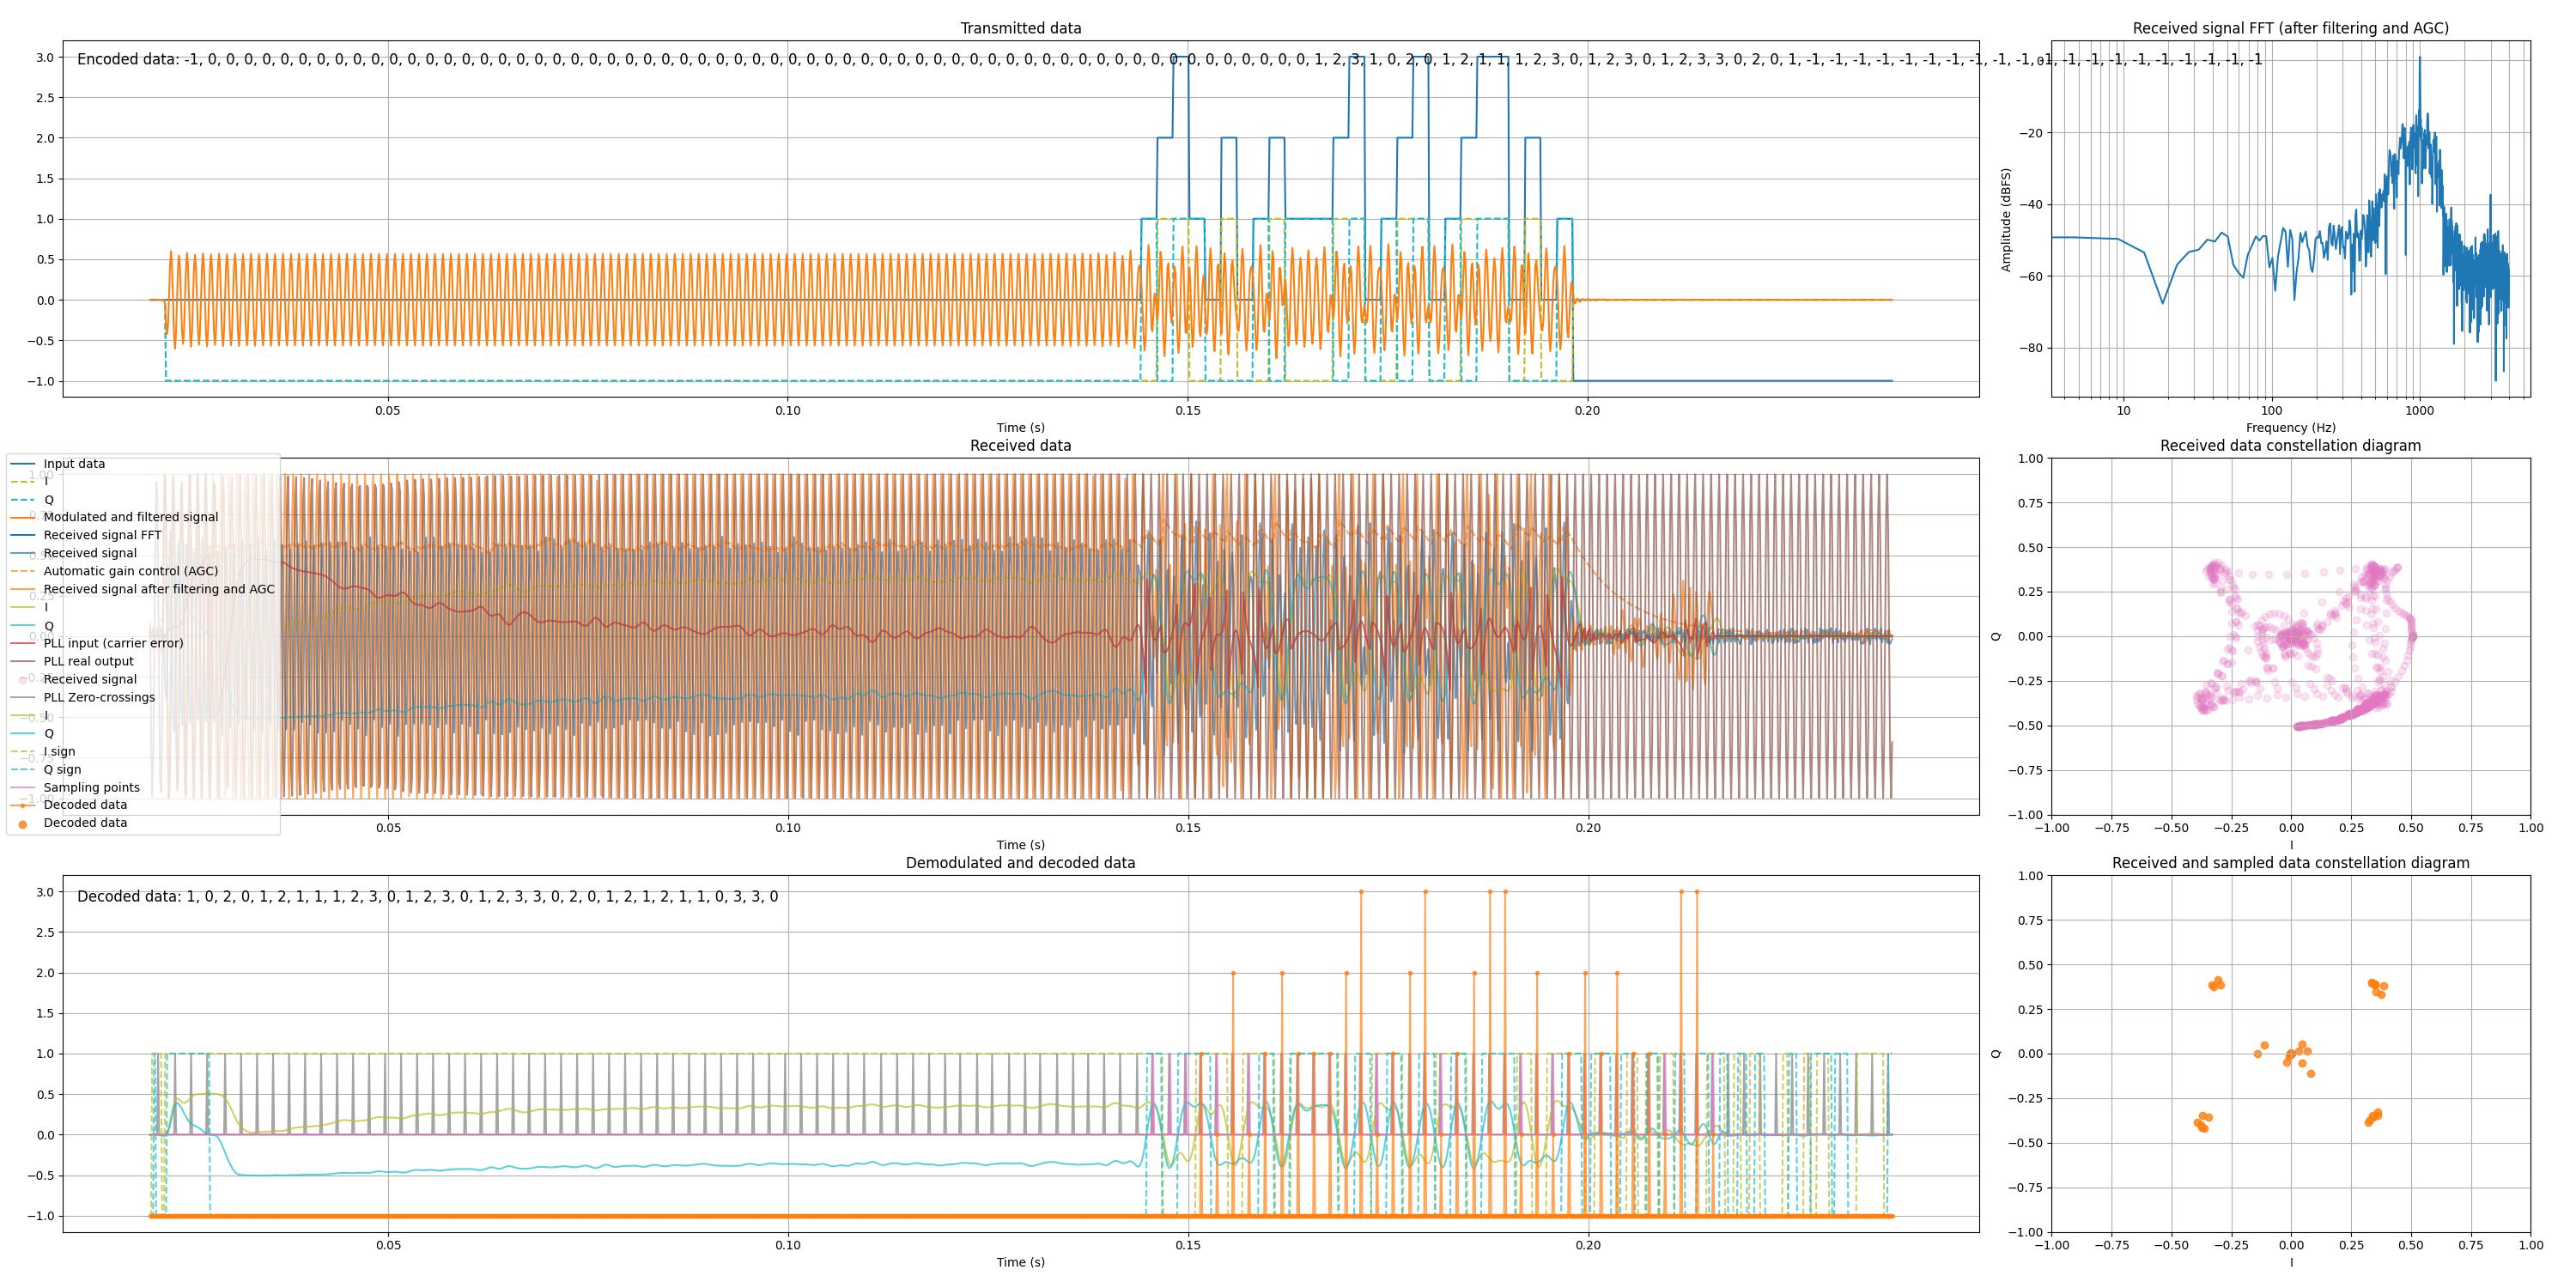 Transmitted data
Encoded data: -1, 0, 0, 0, 0, 0, 0, 0, 0, 0, 0, 0, 0, 0, 0, 0, 0, 0, 0, 0, 0, 0, 0, 0, 0, 0, 0, 0, 0, 0, 0, 0, 0, 0, 0, 0, 0, 0, 0, 0, 0, 0, 0, 0, 0, 0, 0, 0, 0, 0, 0, 0, 0, 0, 0, 0, 0, 0, 0, 0, 0, 0, 1, 2, 3, 1, 0, 2, 0, 1, 2, 1, 1, 1, 2, 3, 0, 1, 2, 3, 0, 1, 2, 3, 3, 0, 2, 0, 1, -1, -1, -1, -1, -1, -1, -1, -1, -1, -1, -1, -1, -1, -1, -1, -1, -1, -1, -1, -1
3.0
2.5
2.0
1.5
1.0
0.5
0.0
−0.5
−1.0
0.05 0.10 0.15 0.20
Time (s)
Received signal FFT (after filtering and AGC)
Amplitude (dBFS)
0
−20
−40
−60
−80
10 100 1000
Frequency (Hz)
Received data
Input data
I
Q
Modulated and filtered signal
Received signal FFT
Received signal
Automatic gain control (AGC)
Received signal after filtering and AGC
I
Q
PLL input (carrier error)
PLL real output
Received signal
PLL Zero-crossings
I
Q
I sign
Q sign
Sampling points
Decoded data
Decoded data
0.05 0.10 0.15 0.20
Time (s)
Received data constellation diagram
Q
1.00
0.75
0.50
0.25
0.00
−0.25
−0.50
−0.75
−1.00
−1.00 −0.75 −0.50 −0.25 0.00 0.25 0.50 0.75 1.00
I
Demodulated and decoded data
Decoded data: 1, 0, 2, 0, 1, 2, 1, 1, 1, 2, 3, 0, 1, 2, 3, 0, 1, 2, 3, 3, 0, 2, 0, 1, 2, 1, 2, 1, 1, 0, 3, 3, 0
3.0
2.5
2.0
1.5
1.0
0.5
0.0
−0.5
−1.0
0.05 0.10 0.15 0.20
Time (s)
Received and sampled data constellation diagram
Q
1.00
0.75
0.50
0.25
0.00
−0.25
−0.50
−0.75
−1.00
−1.00 −0.75 −0.50 −0.25 0.00 0.25 0.50 0.75 1.00
I